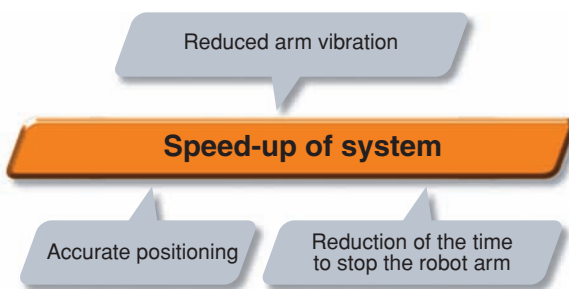 Reduced arm vibration
Speed-up of system
Accurate positioning
Reduction of the time
to stop the robot arm